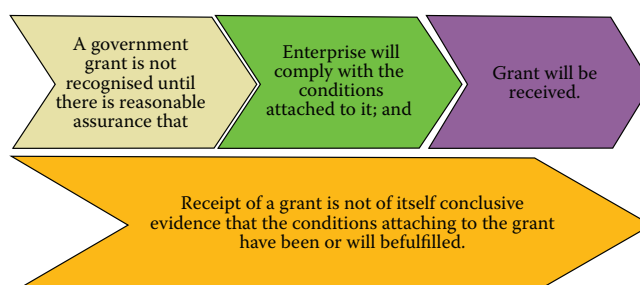 A government
grant is not
recognised until
there is reasonable
assurance that
Enterprise will
comply with the
conditions
attached to it; and
Grant will be
received.
Receipt of a grant is not of itself conclusive
evidence that the conditions attaching to the grant
have been or will befulfilled.